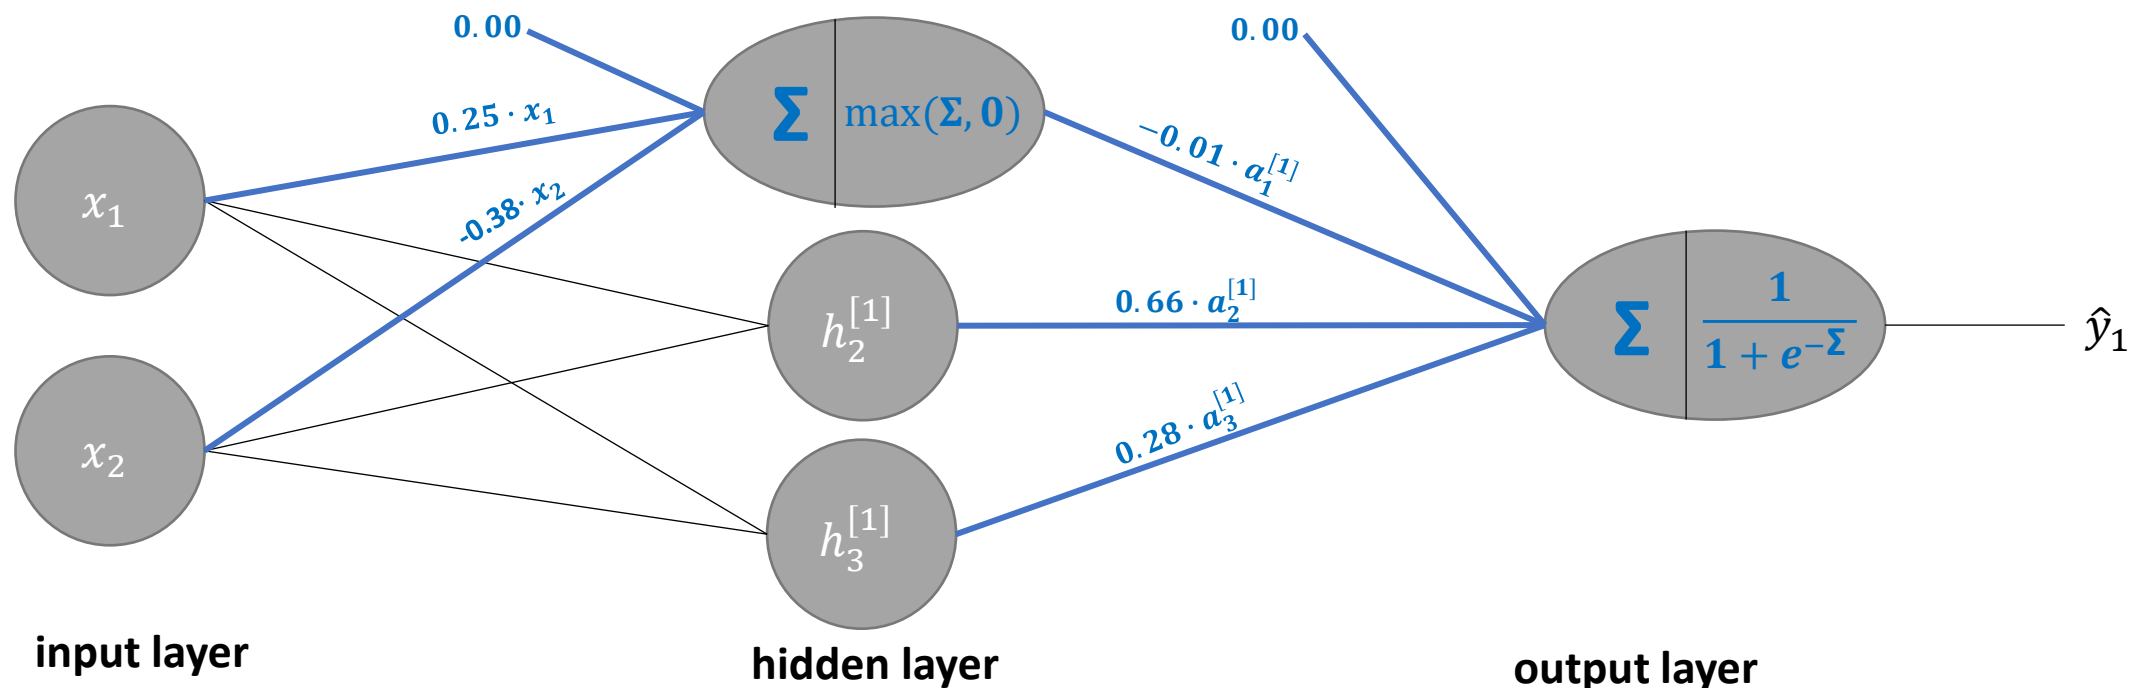 0.00
0.00
0.25 · x₁
Σ
max(Σ, 0)
−0.01 · a₁^[1]
x₁
-0.38· x₂
h₂^[1]
0.66 · a₂^[1]
Σ
1
1 + e^−Σ
ŷ₁
x₂
0.28 · a₃^[1]
h₃^[1]
input layer
hidden layer
output layer